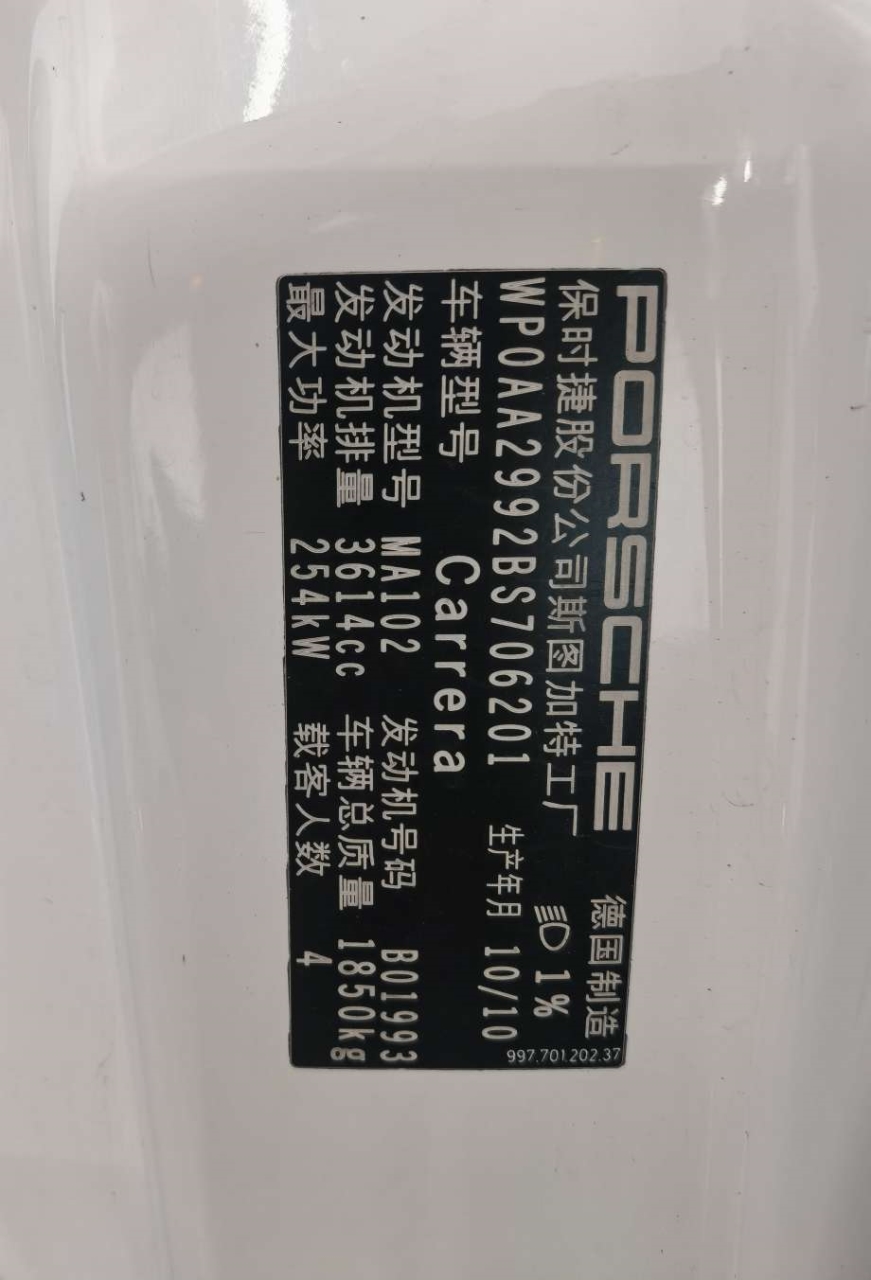 PORSCHE 德国制造
保时捷股份公司斯图加特工厂 1%
WP0AA2992BS706201 生产年月 10/10
车辆型号 Carrera
发动机型号 MA102 发动机号码 B01993
发动机排量 3614cc 车辆总质量 1850kg
最大功率 254kW 载客人数 4
997.701.202.37